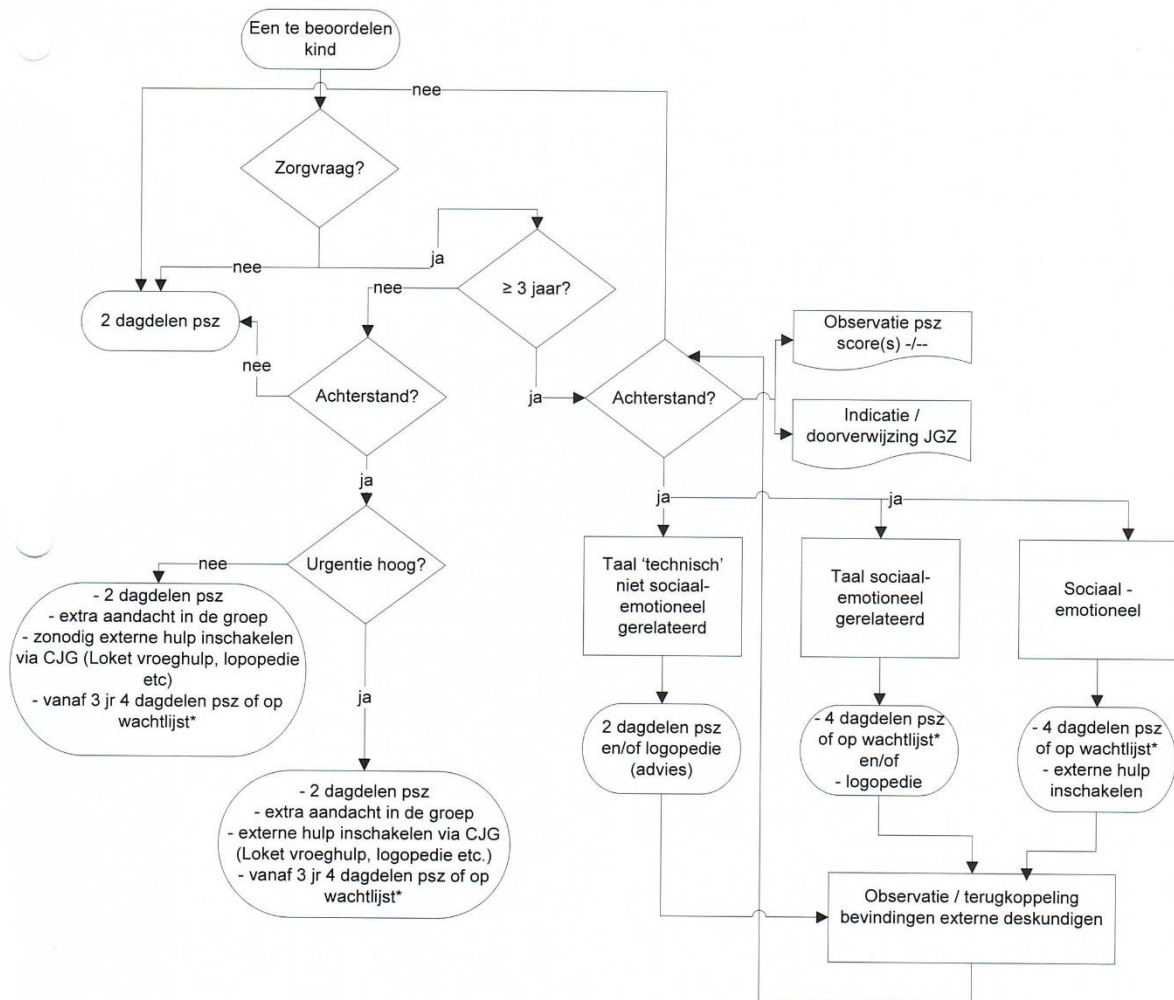 Een te beoordelen
kind
nee
Zorgvraag?
nee
ja
≥ 3 jaar?
nee
2 dagdelen psz
nee
Achterstand?
ja
Achterstand?
Observatie psz
score(s) -/--
Indicatie /
doorverwijzing JGZ
ja
ja
ja
Urgentie hoog?
nee
- 2 dagdelen psz
- extra aandacht in de groep
- zonodig externe hulp inschakelen
via CJG (Loket vroeghulp, lopopedie
etc)
- vanaf 3 jr 4 dagdelen psz of op
wachtlijst*
ja
- 2 dagdelen psz
- extra aandacht in de groep
- externe hulp inschakelen via CJG
(Loket vroeghulp, logopedie etc.)
- vanaf 3 jr 4 dagdelen psz of op
wachtlijst*
Taal ‘technisch’
niet sociaal-
emotioneel
gerelateerd
Taal sociaal-
emotioneel
gerelateerd
Sociaal -
emotioneel
2 dagdelen psz
en/of logopedie
(advies)
- 4 dagdelen psz
of op wachtlijst*
en/of
- logopedie
- 4 dagdelen psz
of op wachtlijst*
- externe hulp
inschakelen
Observatie / terugkoppeling
bevindingen externe deskundigen